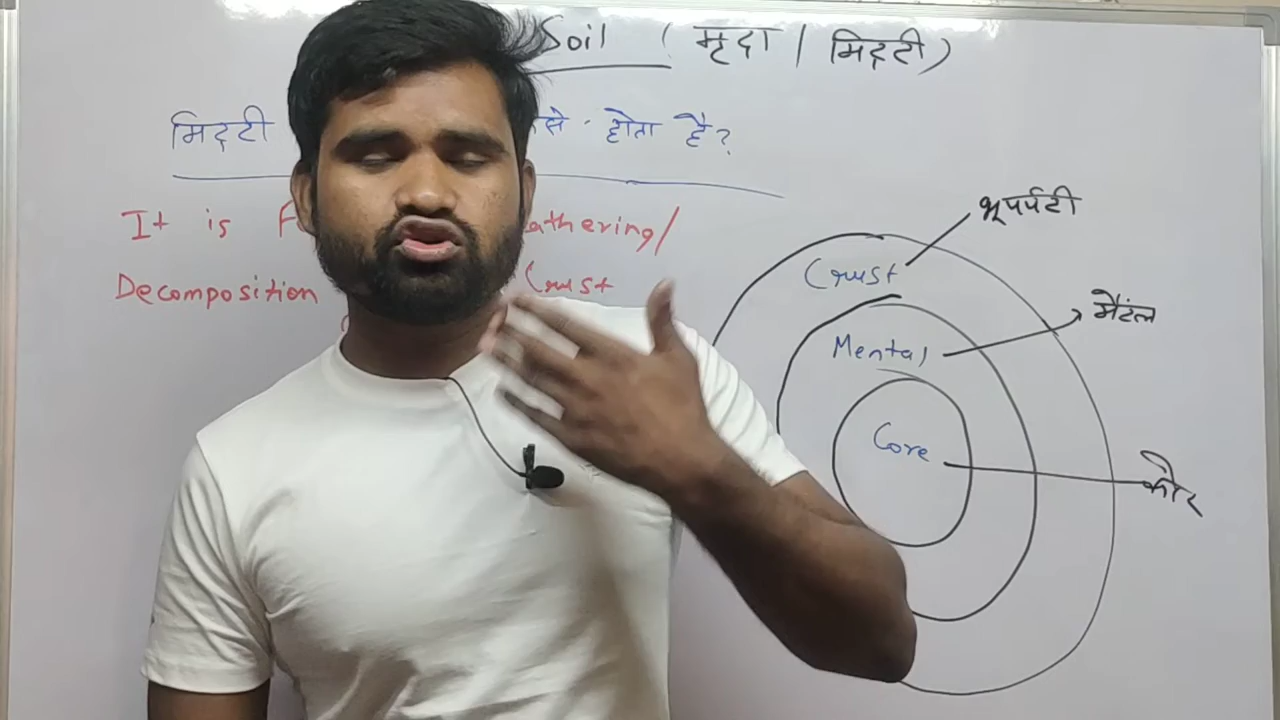 Soil (मृदा / मिट्टी)
मिट्टी से होता है?
It is F athering/
Decomposition Crust
भूपर्पटी
Crust
मैंटल
Mental
Core
कोर